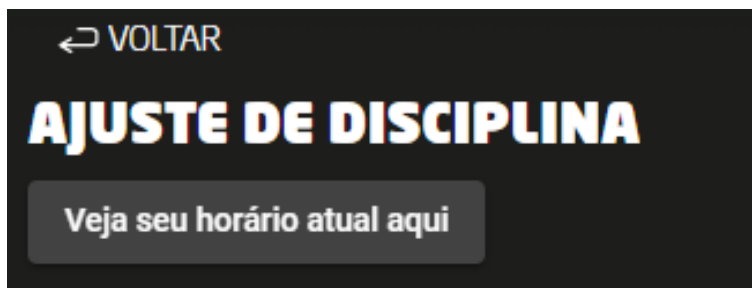 VOLTAR
AJUSTE DE DISCIPLINA
Veja seu horário atual aqui